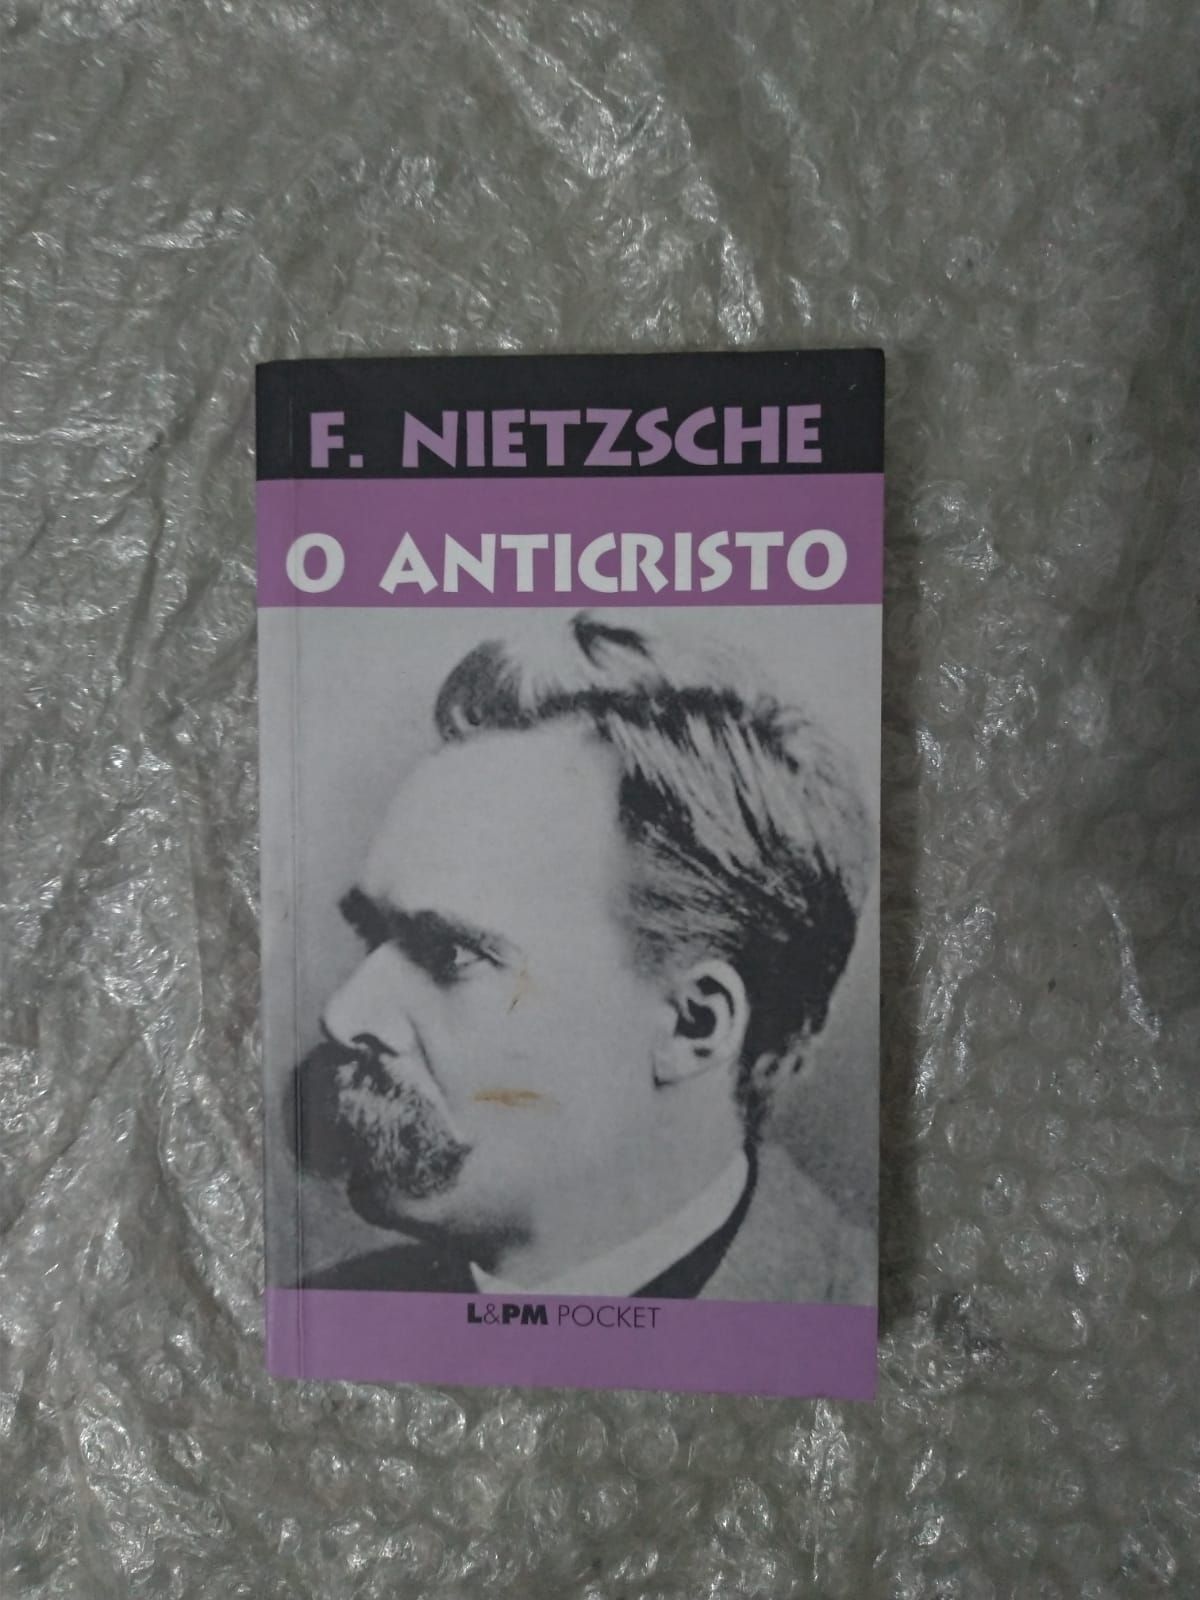 F. NIETZSCHE
O ANTICRISTO
L&PM POCKET